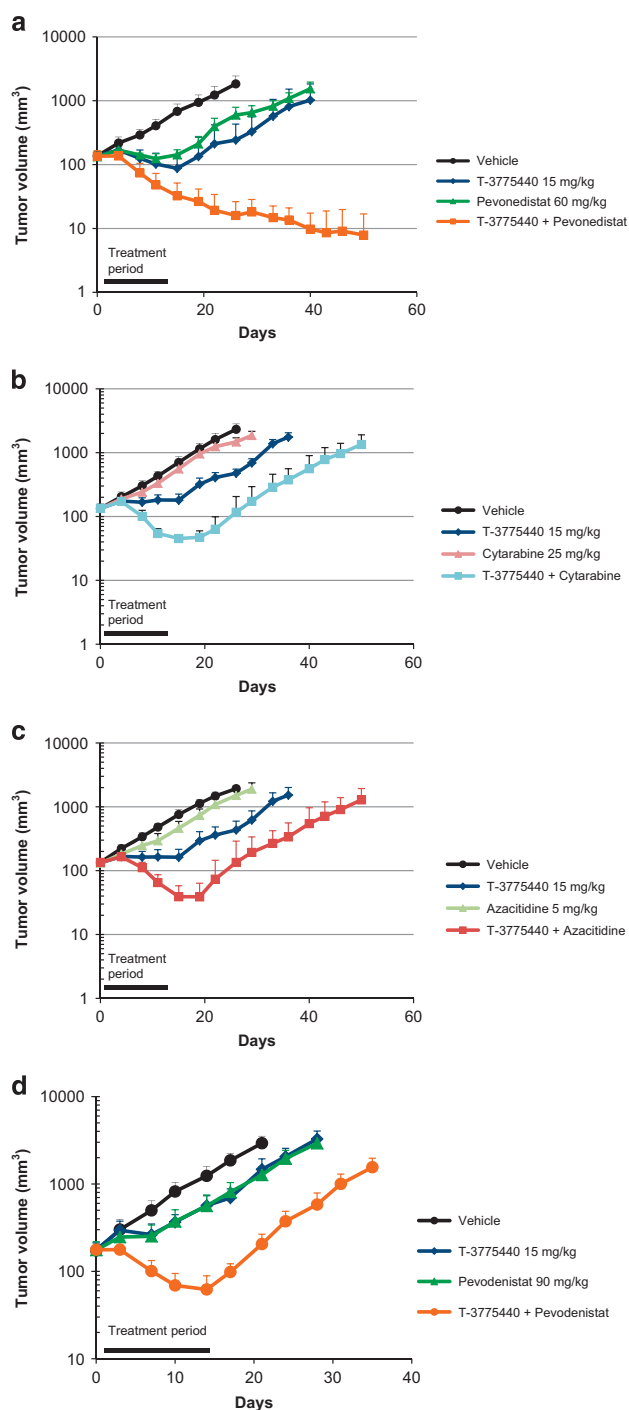 a
Tumor volume (mm³)
10000
1000
100
10
1
Treatment
period
0 20 40 60
Days
Vehicle
T-3775440 15 mg/kg
Pevonedistat 60 mg/kg
T-3775440 + Pevonedistat
b
Tumor volume (mm³)
10000
1000
100
10
1
Treatment
period
0 20 40 60
Days
Vehicle
T-3775440 15 mg/kg
Cytarabine 25 mg/kg
T-3775440 + Cytarabine
c
Tumor volume (mm³)
10000
1000
100
10
1
Treatment
period
0 20 40 60
Days
Vehicle
T-3775440 15 mg/kg
Azacitidine 5 mg/kg
T-3775440 + Azacitidine
d
Tumor volume (mm³)
10000
1000
100
10
Treatment period
0 10 20 30 40
Days
Vehicle
T-3775440 15 mg/kg
Pevodenistat 90 mg/kg
T-3775440 + Pevodenistat